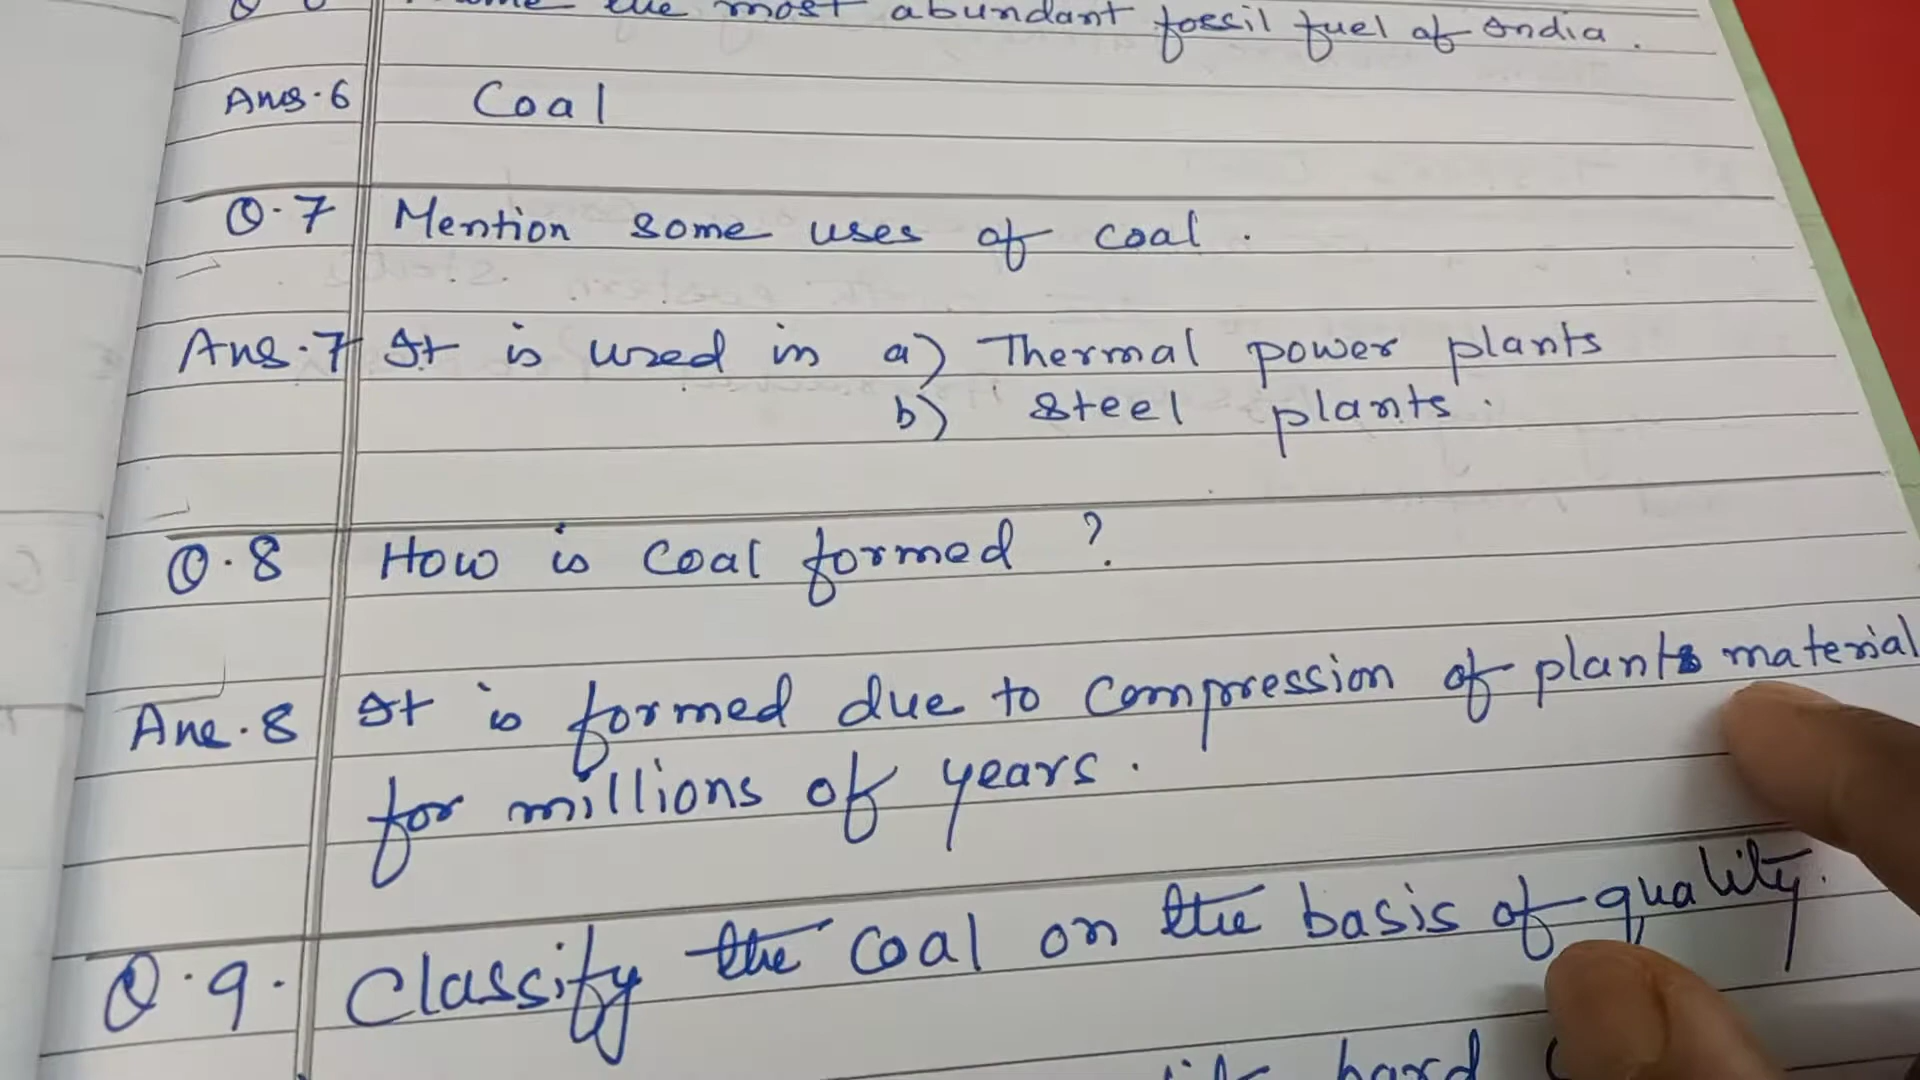 the most abundant fossil fuel of India.
Ans.6 Coal
Q.7 Mention some uses of coal.
Ans.7 It is used in a) Thermal power plants
b) Steel plants.
Q.8 How is coal formed ?
Ans.8 It is formed due to compression of plants material
for millions of years.
Q.9. Classify the coal on the basis of quality.
hard